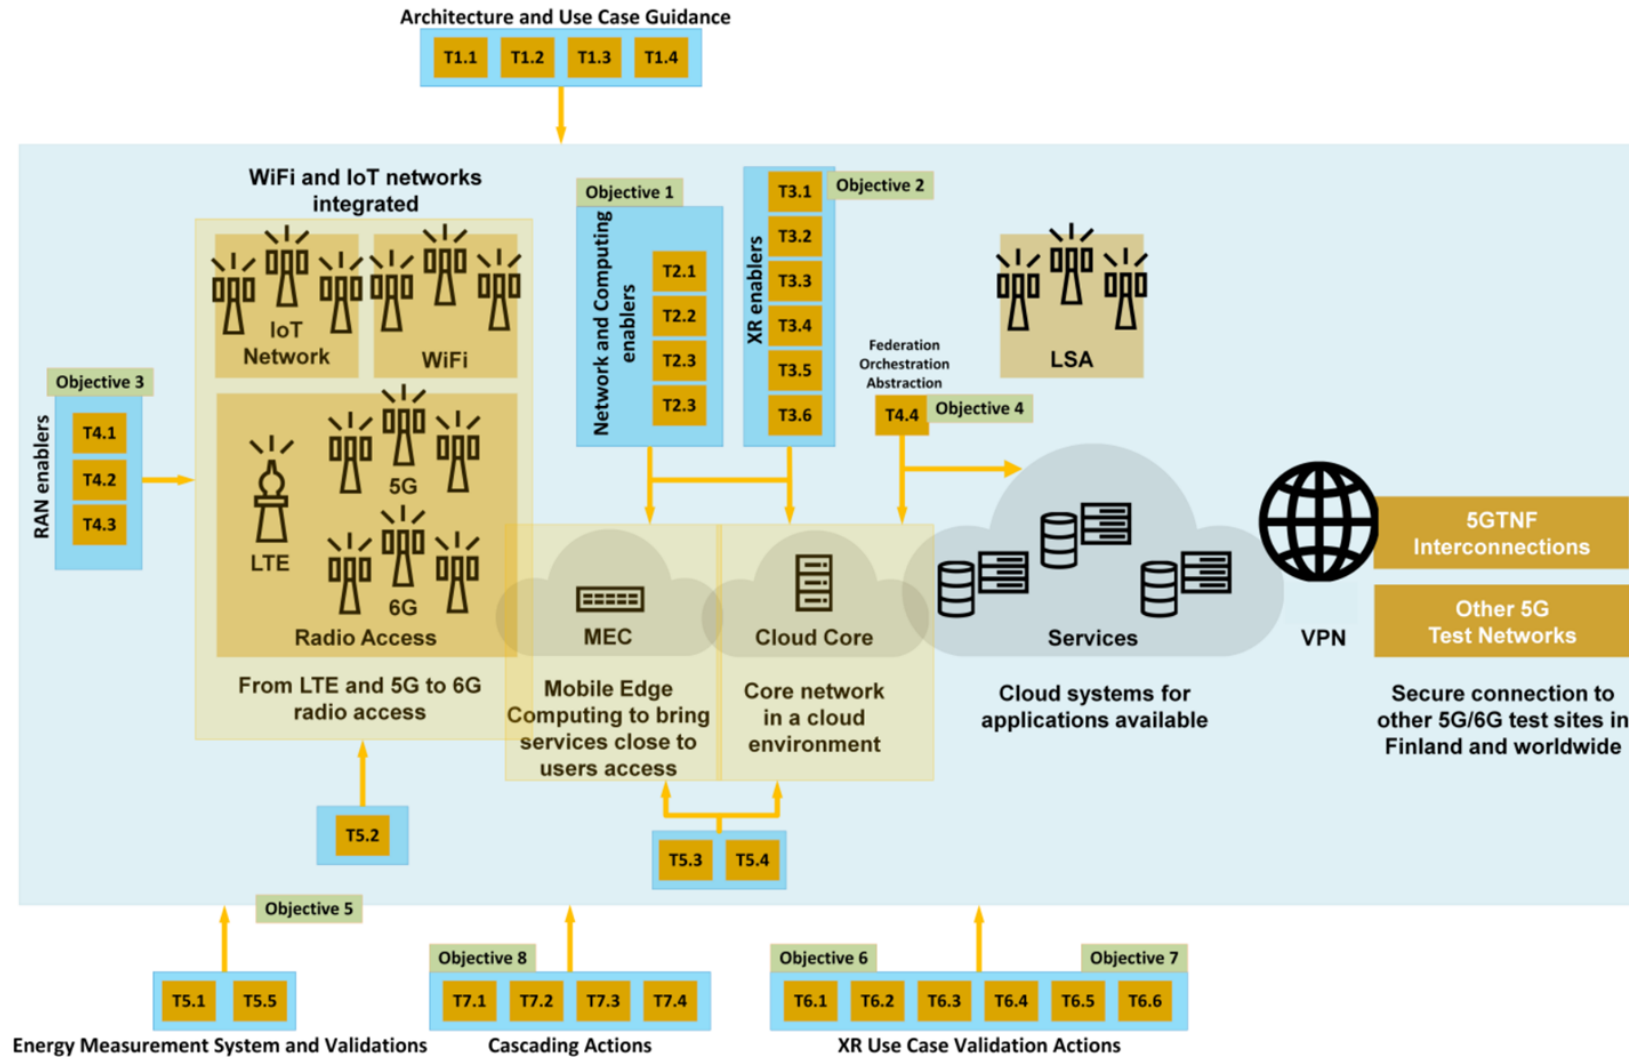 Architecture and Use Case Guidance
T1.1 T1.2 T1.3 T1.4
WiFi and IoT networks
integrated
IoT
Network
WiFi
Objective 3
RAN enablers
T4.1
T4.2
T4.3
LTE
5G
6G
Radio Access
From LTE and 5G to 6G
radio access
Objective 1
Network and Computing
enablers
T2.1
T2.2
T2.3
T2.3
Objective 2
XR enablers
T3.1
T3.2
T3.3
T3.4
T3.5
T3.6
Federation
Orchestration
Abstraction
T4.4
Objective 4
LSA
MEC
Mobile Edge
Computing to bring
services close to
users access
Cloud Core
Core network
in a cloud
environment
Services
Cloud systems for
applications available
VPN
5GTNF
Interconnections
Other 5G
Test Networks
Secure connection to
other 5G/6G test sites in
Finland and worldwide
T5.2
T5.3 T5.4
Objective 5
T5.1 T5.5
Energy Measurement System and Validations
Objective 8
T7.1 T7.2 T7.3 T7.4
Cascading Actions
Objective 6 Objective 7
T6.1 T6.2 T6.3 T6.4 T6.5 T6.6
XR Use Case Validation Actions